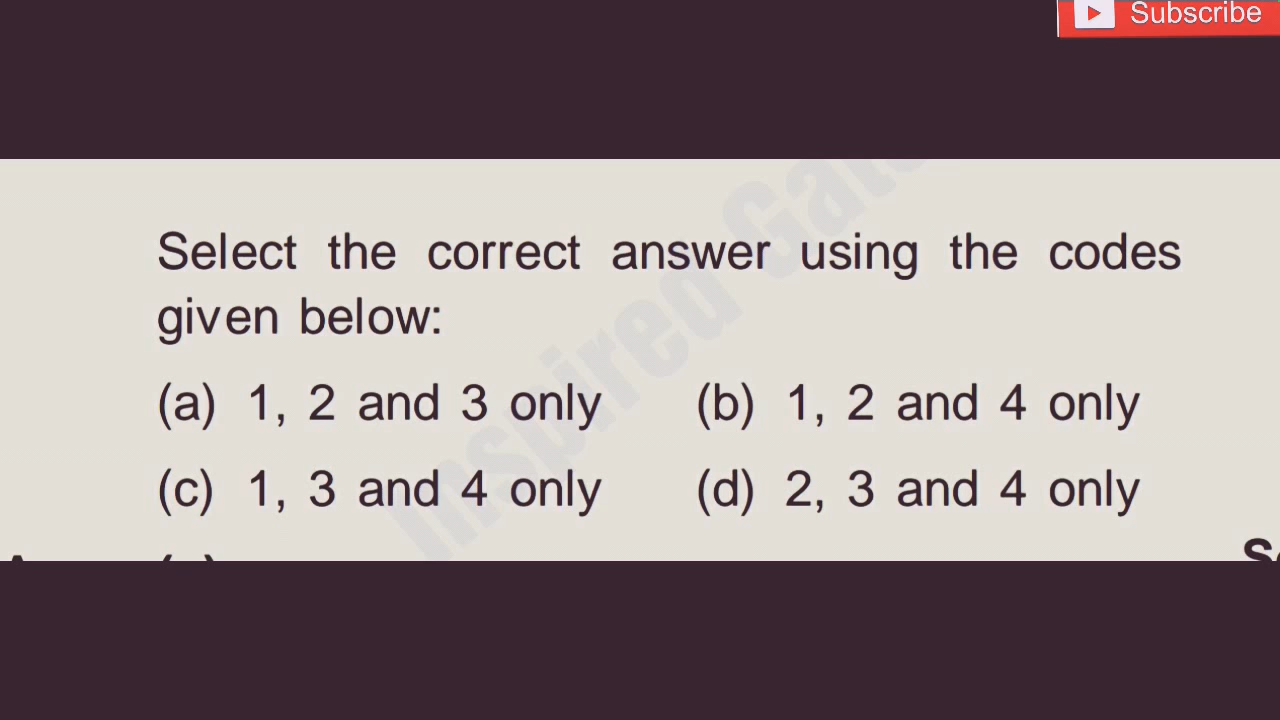 Subscribe
Select the correct answer using the codes
given below:
(a) 1, 2 and 3 only (b) 1, 2 and 4 only
(c) 1, 3 and 4 only (d) 2, 3 and 4 only